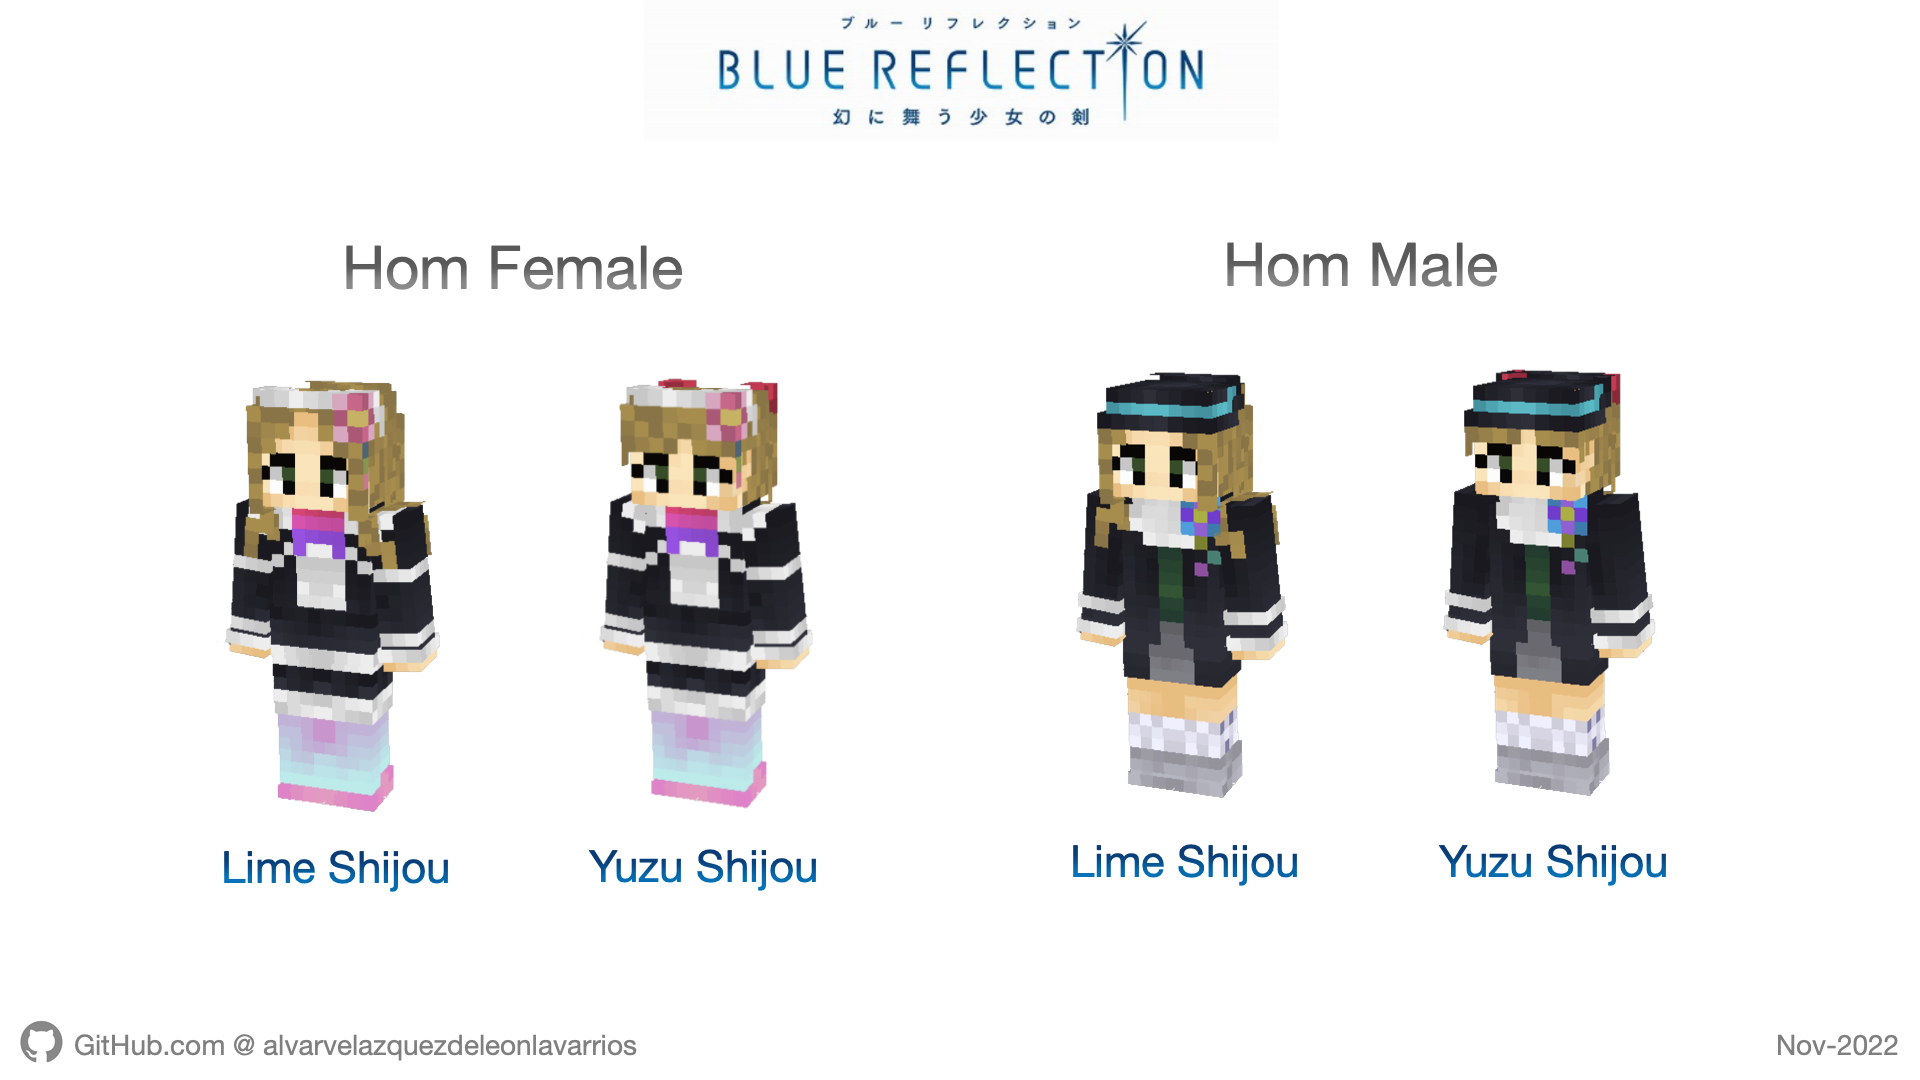 ブルー リフレクション
BLUE REFLECTION
幻に舞う少女の剣
Hom Female
Hom Male
Lime Shijou
Yuzu Shijou
Lime Shijou
Yuzu Shijou
GitHub.com @ alvarvelazquezdeleonlavarrios
Nov-2022